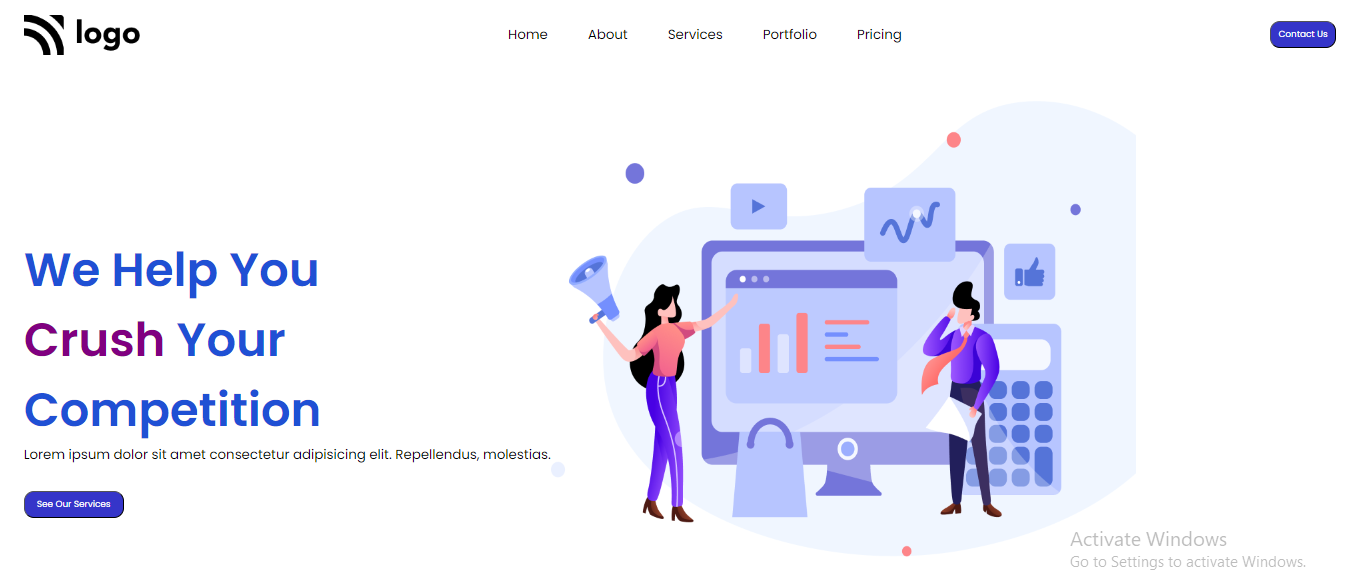 logo
Home
About
Services
Portfolio
Pricing
Contact Us
We Help You
Crush Your
Competition
Lorem ipsum dolor sit amet consectetur adipisicing elit. Repellendus, molestias.
See Our Services
Activate Windows
Go to Settings to activate Windows.